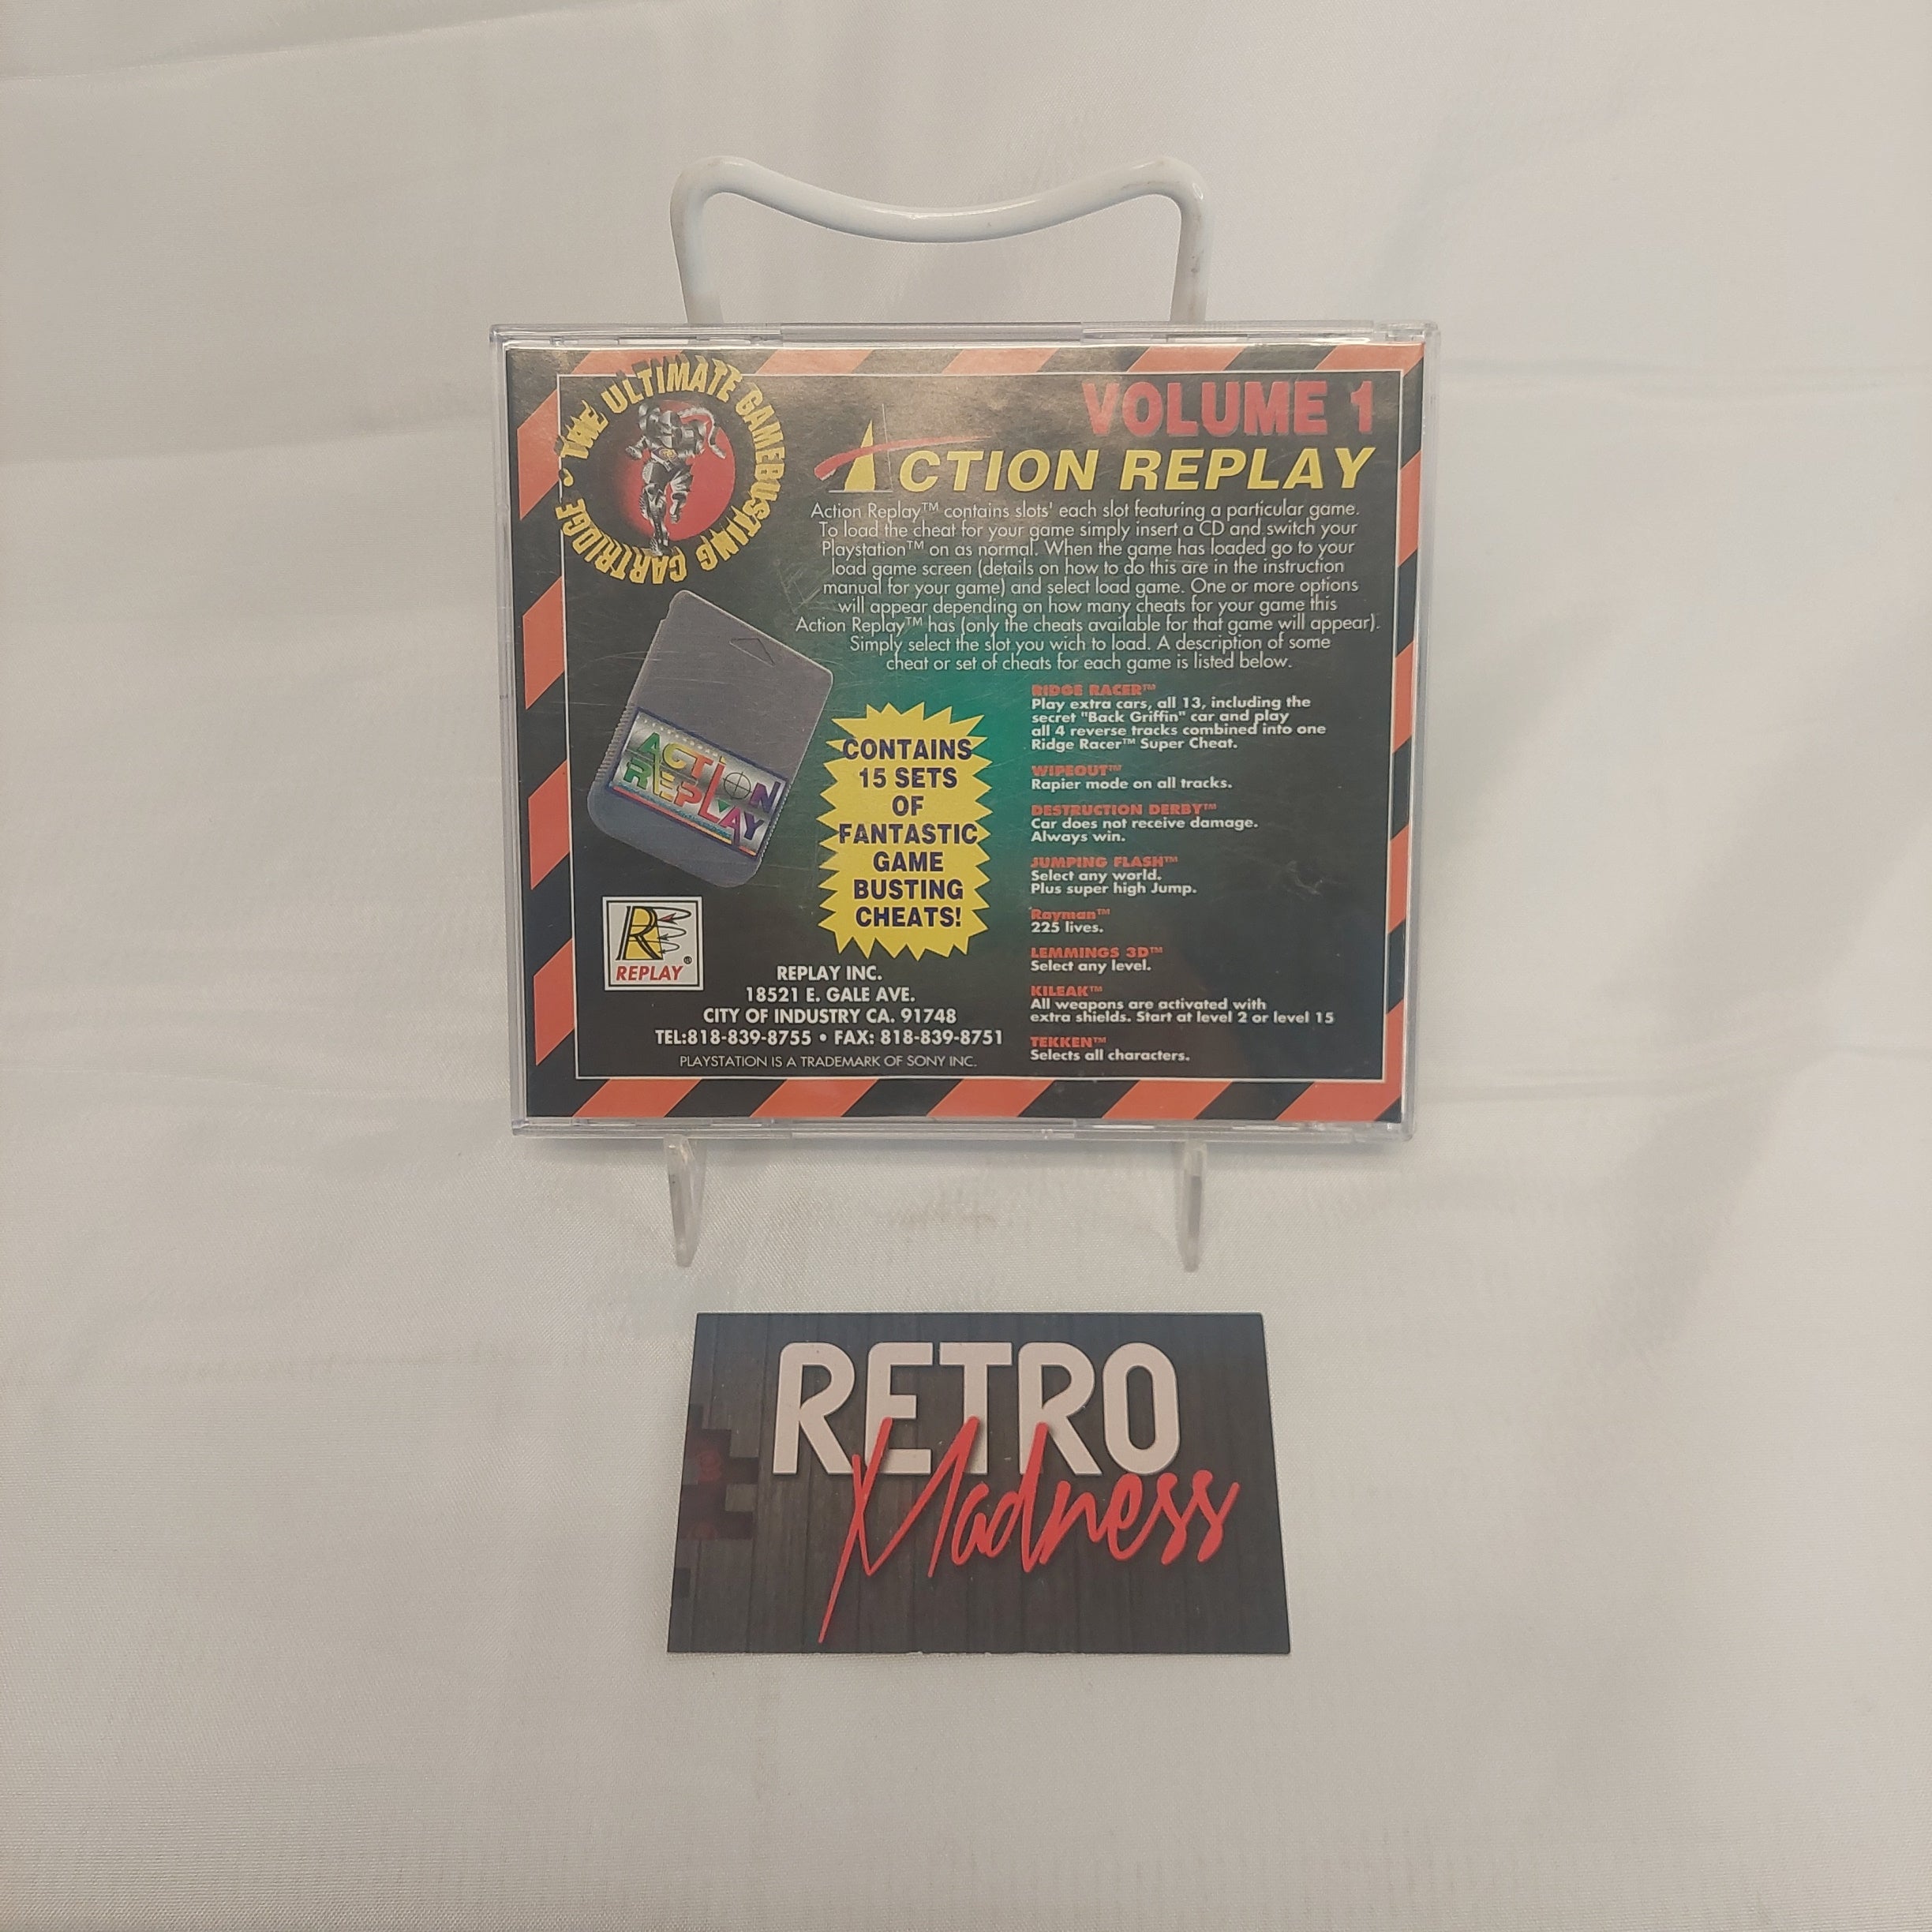 THE ULTIMATE GAMEBUSTING CARTRIDGE •
VOLUME 1
ACTION REPLAY
Action Replay™ contains slots' each slot featuring a particular game.
To load the cheat for your game simply insert a CD and switch your
Playstation™ on as normal. When the game has loaded go to your
load game screen (details on how to do this are in the instruction
manual for your game) and select load game. One or more options
will appear depending on how many cheats for your game this
Action Replay™ has (only the cheats available for that game will appear).
Simply select the slot you wich to load. A description of some
cheat or set of cheats for each game is listed below.
ACTION
REPLAY
CONTAINS
15 SETS
OF
FANTASTIC
GAME
BUSTING
CHEATS!
RIDGE RACER™
Play extra cars, all 13, including the
secret "Back Griffin" car and play
all 4 reverse tracks combined into one
Ridge Racer™ Super Cheat.
WIPEOUT™
Rapier mode on all tracks.
DESTRUCTION DERBY™
Car does not receive damage.
Always win.
JUMPING FLASH™
Select any world.
Plus super high Jump.
Rayman™
225 lives.
LEMMINGS 3D™
Select any level.
KILEAK™
All weapons are activated with
extra shields. Start at level 2 or level 15
TEKKEN™
Selects all characters.
R
REPLAY ®
REPLAY INC.
18521 E. GALE AVE.
CITY OF INDUSTRY CA. 91748
TEL:818-839-8755 • FAX: 818-839-8751
PLAYSTATION IS A TRADEMARK OF SONY INC.
RETRO
Madness